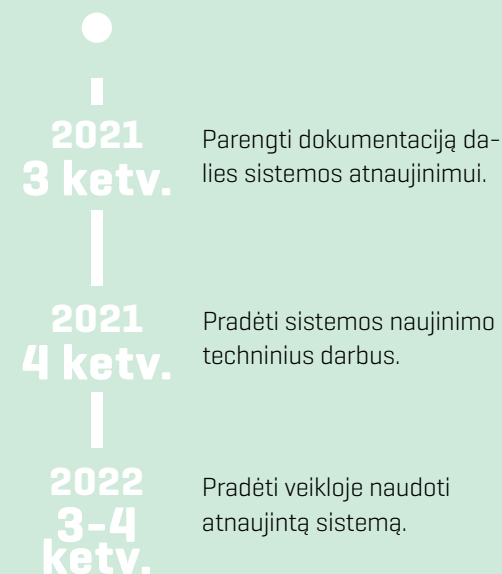 2021
3 ketv.
Parengti dokumentaciją da-
lies sistemos atnaujinimui.
2021
4 ketv.
Pradėti sistemos naujinimo
techninius darbus.
2022
3-4
ketv.
Pradėti veikloje naudoti
atnaujintą sistemą.